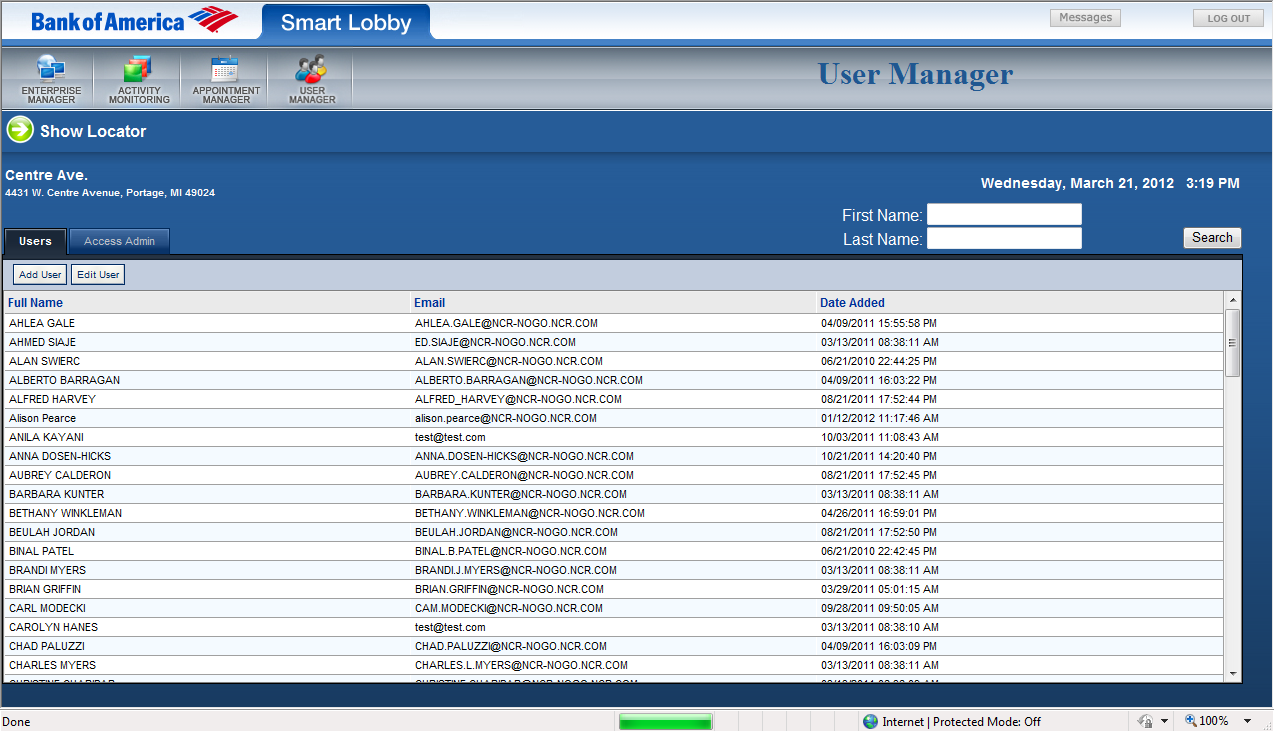 Bank of America Smart Lobby Messages LOG OUT
ENTERPRISE MANAGER ACTIVITY MONITORING APPOINTMENT MANAGER USER MANAGER User Manager
Show Locator
Centre Ave.
4431 W. Centre Avenue, Portage, MI 49024
Wednesday, March 21, 2012 3:19 PM
First Name:
Last Name: Search
Users Access Admin
Add User Edit User
Full Name Email Date Added
AHLEA GALE AHLEA.GALE@NCR-NOGO.NCR.COM 04/09/2011 15:55:58 PM
AHMED SIAJE ED.SIAJE@NCR-NOGO.NCR.COM 03/13/2011 08:38:11 AM
ALAN SWIERC ALAN.SWIERC@NCR-NOGO.NCR.COM 06/21/2010 22:44:25 PM
ALBERTO BARRAGAN ALBERTO.BARRAGAN@NCR-NOGO.NCR.COM 04/09/2011 16:03:22 PM
ALFRED HARVEY ALFRED_HARVEY@NCR-NOGO.NCR.COM 08/21/2011 17:52:44 PM
Alison Pearce alison.pearce@NCR-NOGO.NCR.COM 01/12/2012 11:17:46 AM
ANILA KAYANI test@test.com 10/03/2011 11:08:43 AM
ANNA DOSEN-HICKS ANNA.DOSEN-HICKS@NCR-NOGO.NCR.COM 10/21/2011 14:20:40 PM
AUBREY CALDERON AUBREY.CALDERON@NCR-NOGO.NCR.COM 08/21/2011 17:52:45 PM
BARBARA KUNTER BARBARA.KUNTER@NCR-NOGO.NCR.COM 03/13/2011 08:38:11 AM
BETHANY WINKLEMAN BETHANY.WINKLEMAN@NCR-NOGO.NCR.COM 04/26/2011 16:59:01 PM
BEULAH JORDAN BEULAH.JORDAN@NCR-NOGO.NCR.COM 08/21/2011 17:52:50 PM
BINAL PATEL BINAL.B.PATEL@NCR-NOGO.NCR.COM 06/21/2010 22:42:45 PM
BRANDI MYERS BRANDI.J.MYERS@NCR-NOGO.NCR.COM 03/13/2011 08:38:11 AM
BRIAN GRIFFIN BRIAN.GRIFFIN@NCR-NOGO.NCR.COM 03/29/2011 05:01:15 AM
CARL MODECKI CAM.MODECKI@NCR-NOGO.NCR.COM 09/28/2011 09:50:05 AM
CAROLYN HANES test@test.com 03/13/2011 08:38:10 AM
CHAD PALUZZI CHAD.PALUZZI@NCR-NOGO.NCR.COM 04/09/2011 16:03:09 PM
CHARLES MYERS CHARLES.L.MYERS@NCR-NOGO.NCR.COM 03/13/2011 08:38:11 AM
Done Internet | Protected Mode: Off 100%